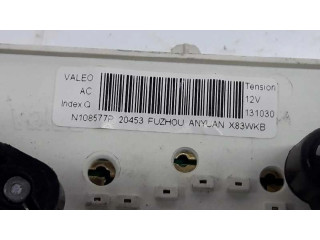 VALEO
AC
Index Q
Tension
12V
131030
N108577P 20453 FUZHOU ANYUAN X83WKB